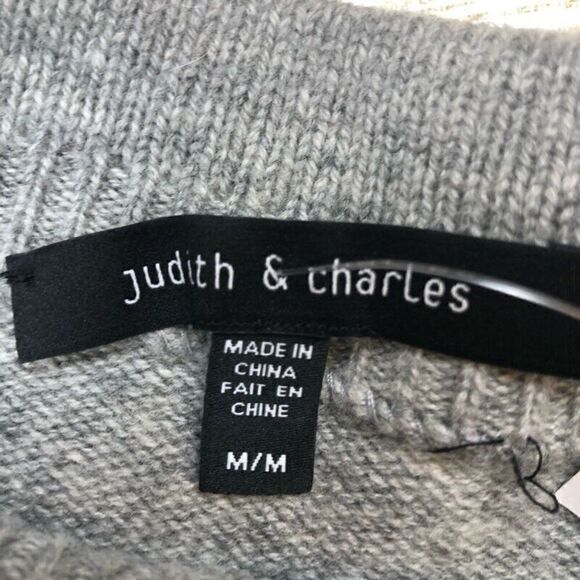 Judith & charles
MADE IN
CHINA
FAIT EN
CHINE
M/M